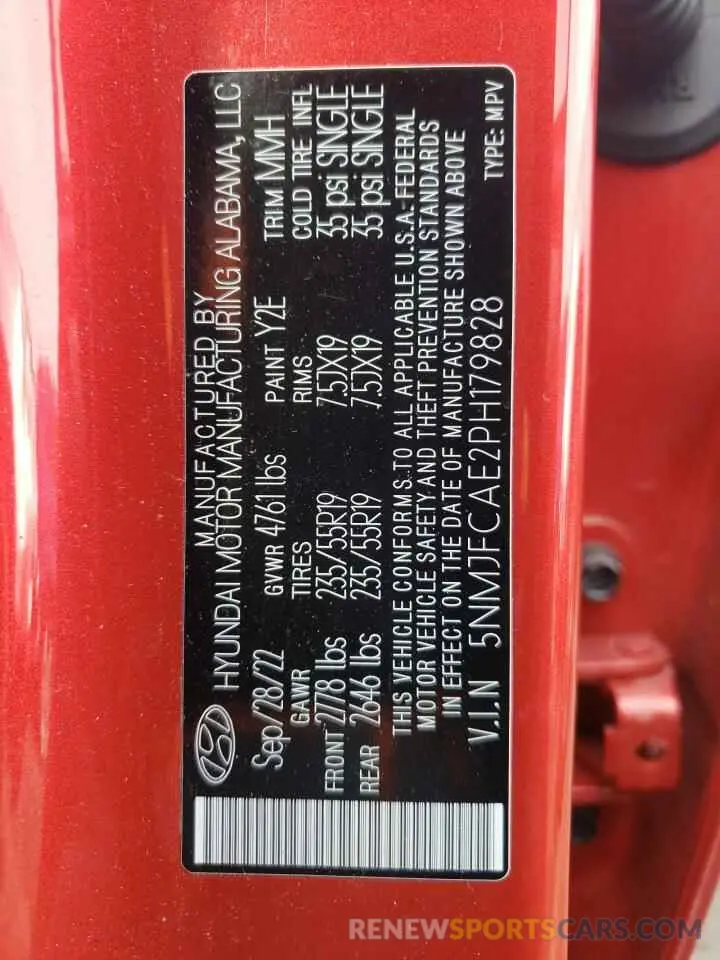 MANUFACTURED BY
HYUNDAI MOTOR MANUFACTURING ALABAMA, LLC
Sep/28/22 GVWR 4761 lbs PAINT Y2E TRIM MMH
GAWR TIRES RIMS COLD TIRE INFL
FRONT 2778 lbs 235/55R19 7.5JX19 35 psi SINGLE
REAR 2646 lbs 235/55R19 7.5JX19 35 psi SINGLE
THIS VEHICLE CONFORMS TO ALL APPLICABLE U.S.A. FEDERAL
MOTOR VEHICLE SAFETY AND THEFT PREVENTION STANDARDS
IN EFFECT ON THE DATE OF MANUFACTURE SHOWN ABOVE
V.I.N 5NMJFCAE2PH179828 TYPE: MPV
RENEWSPORTSCARS.COM